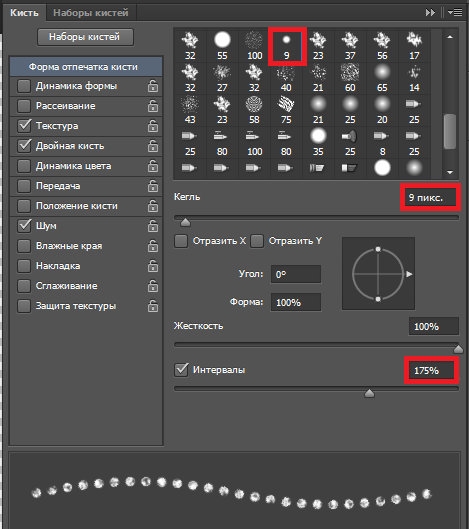 Кисть Наборы кистей
Наборы кистей
Форма отпечатка кисти
Динамика формы
Рассеивание
Текстура
Двойная кисть
Динамика цвета
Передача
Положение кисти
Шум
Влажные края
Накладка
Сглаживание
Защита текстуры
32 55 100 9 23 37 56 17
32 27 32 40 21 60 65 14
43 23 58 75 21 25 20 25
25 80 100 80 35 25 8 25
Кегль 9 пикс.
Отразить X Отразить Y
Угол: 0°
Форма: 100%
Жесткость 100%
Интервалы 175%